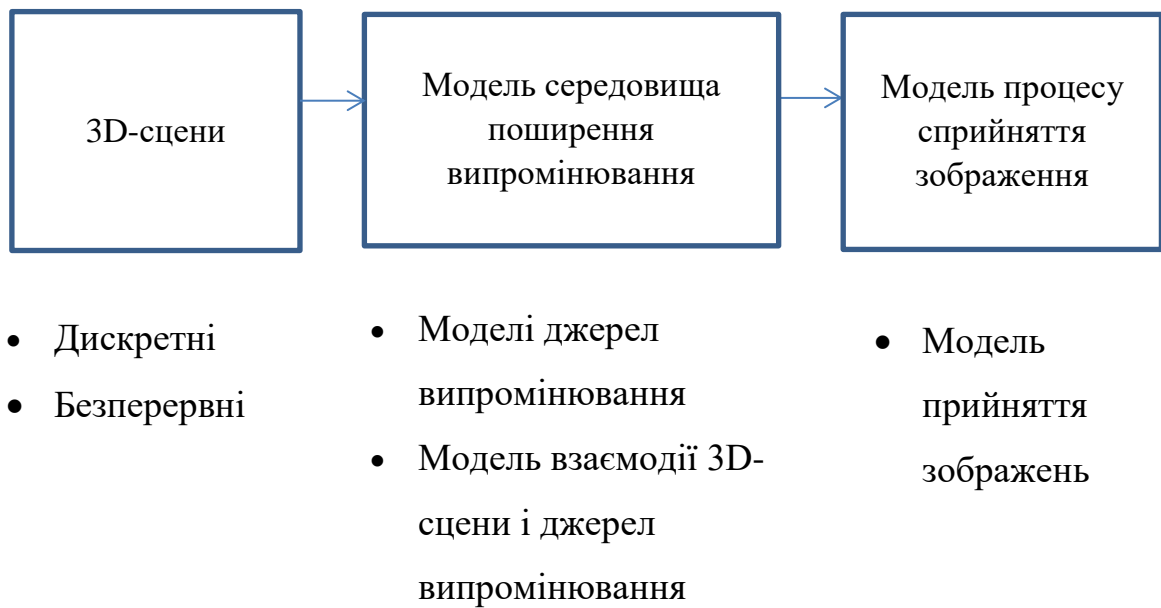 3D-сцени
Модель середовища
поширення
випромінювання
Модель процесу
сприйняття
зображення
• Дискретні
• Безперервні
• Моделі джерел
випромінювання
• Модель взаємодії 3D-
сцени і джерел
випромінювання
• Модель
прийняття
зображень